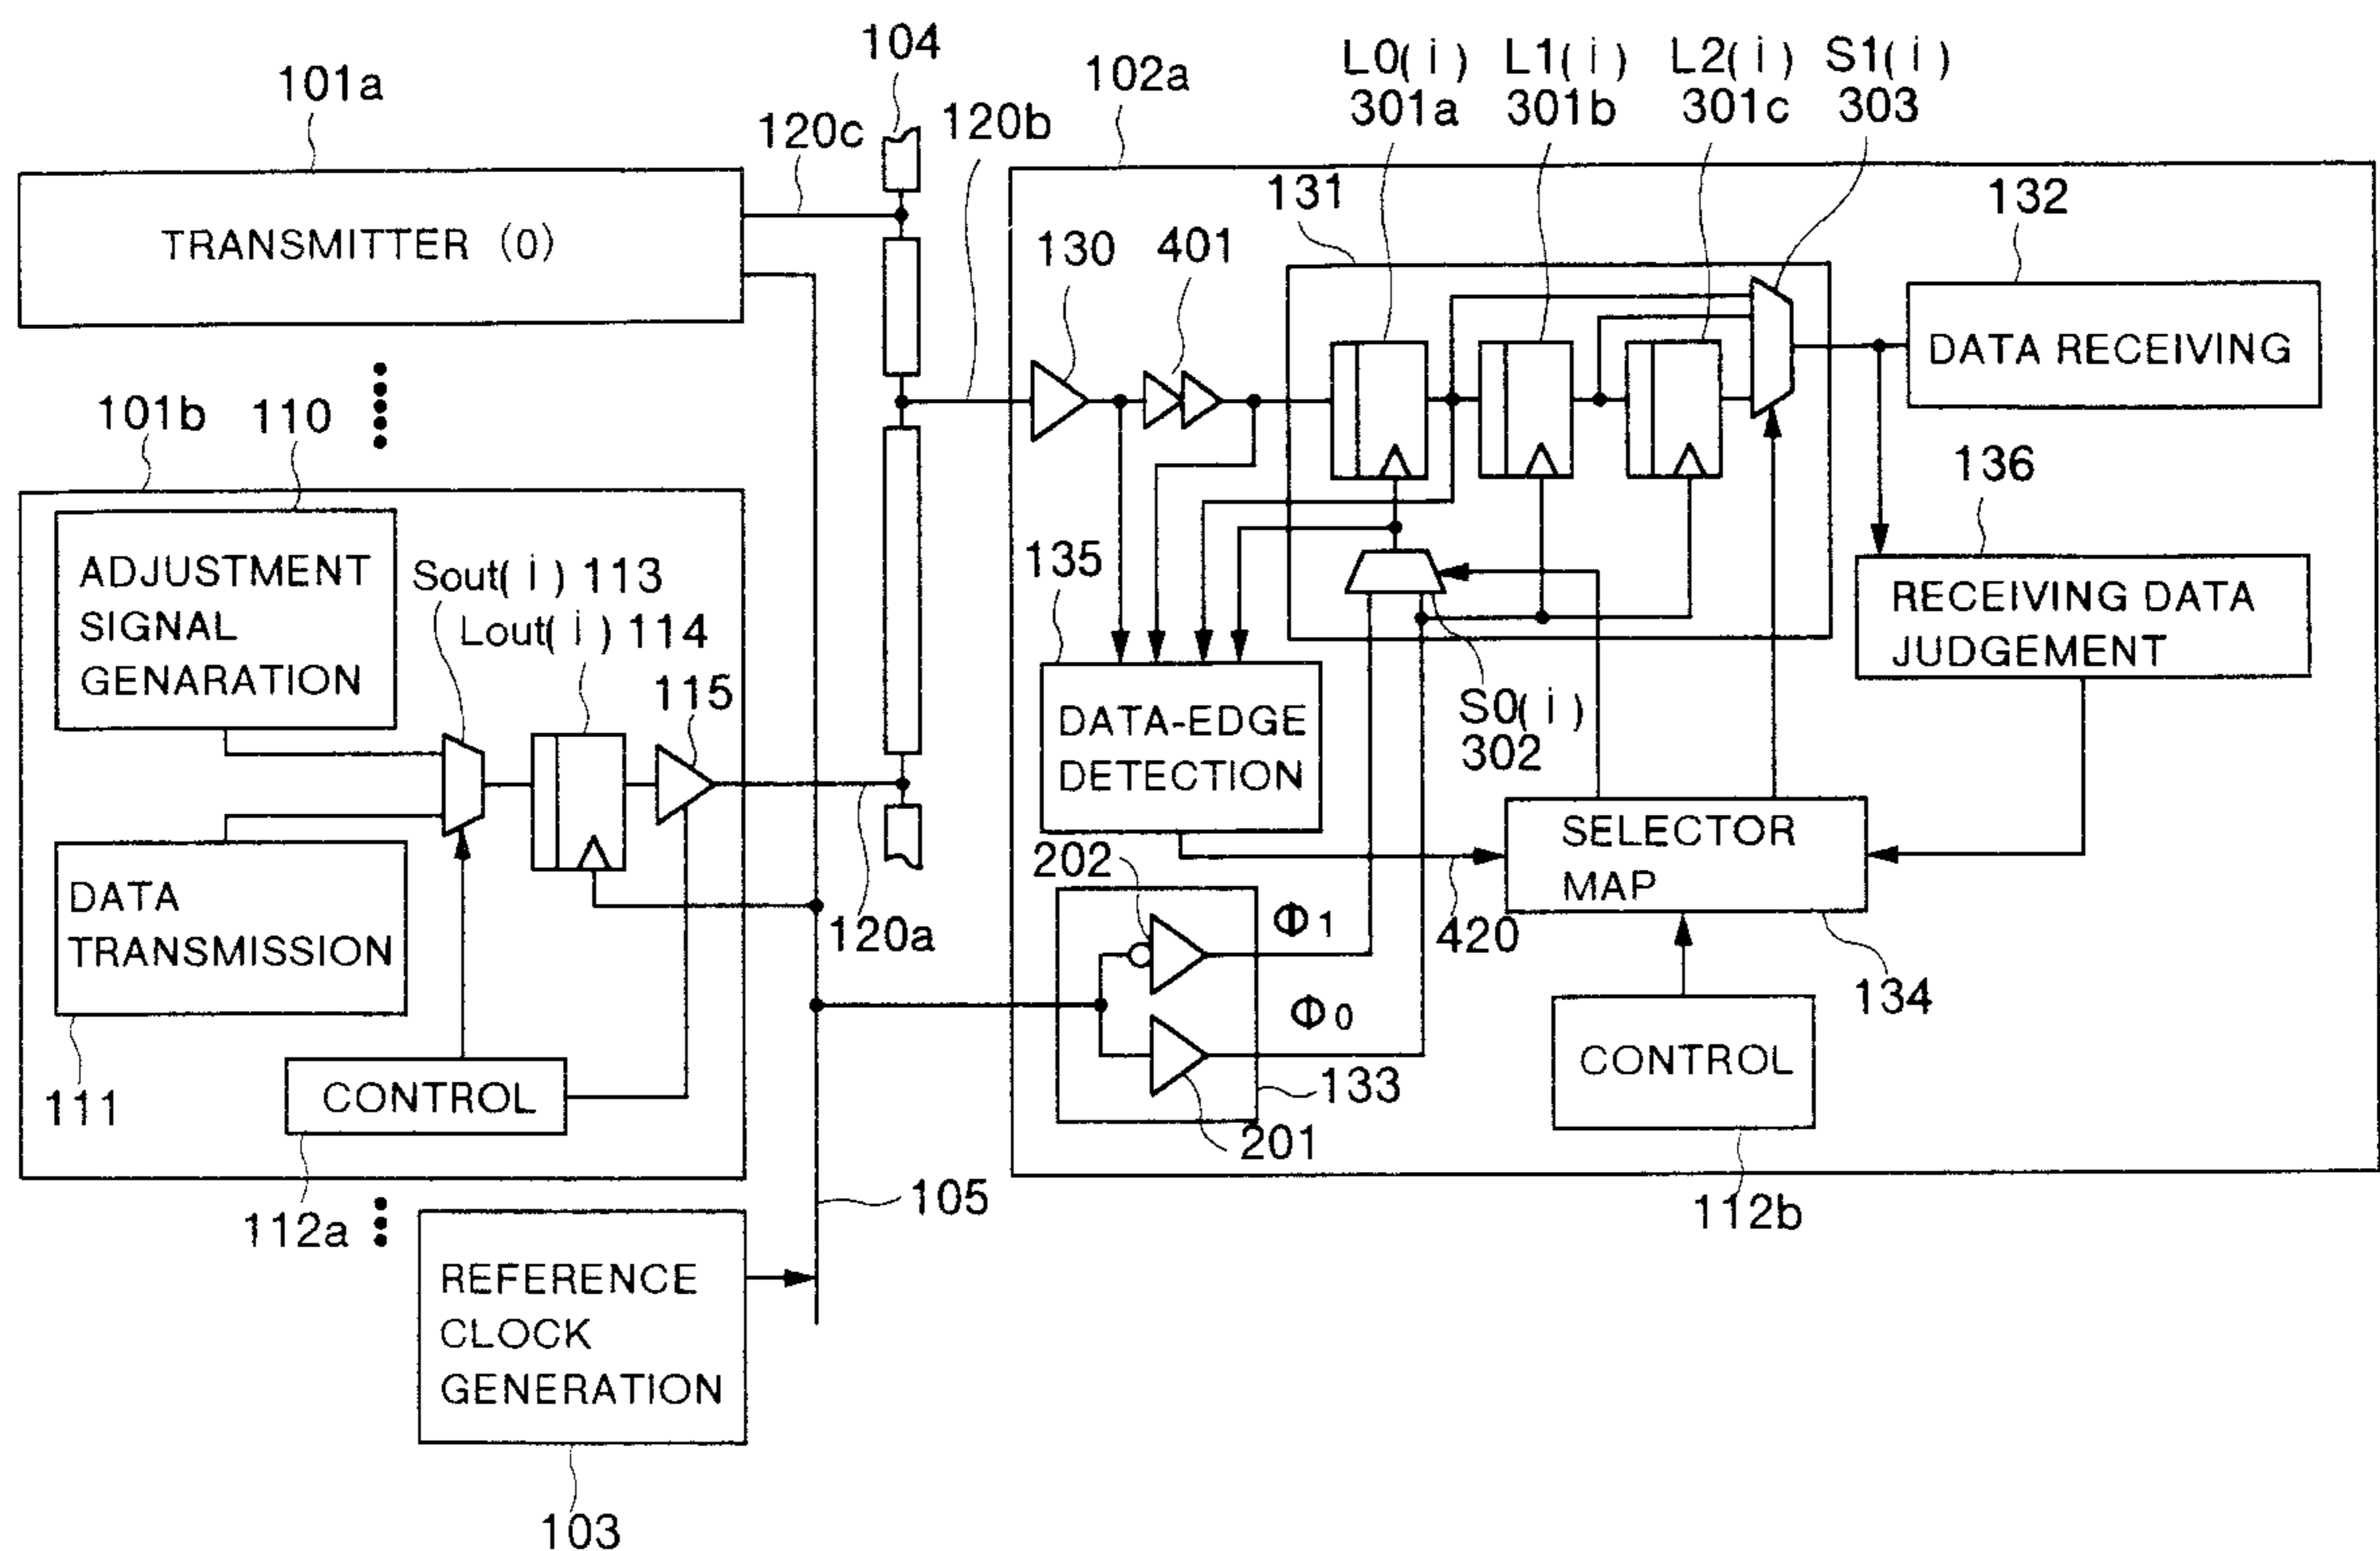 104
101a
120c
120b
102a
L0( i )
301a
L1( i )
301b
L2( i )
301c
S1( i )
303
131
132
TRANSMITTER (0)
130
401
DATA RECEIVING
101b
110
136
ADJUSTMENT
SIGNAL
GENARATION
Sout( i ) 113
Lout( i ) 114
115
135
RECEIVING DATA
JUDGEMENT
DATA-EDGE
DETECTION
S0( i )
302
DATA
TRANSMISSION
120a
202
Φ1
420
SELECTOR
MAP
134
Φ0
CONTROL
111
CONTROL
133
201
112a
105
112b
REFERENCE
CLOCK
GENERATION
103